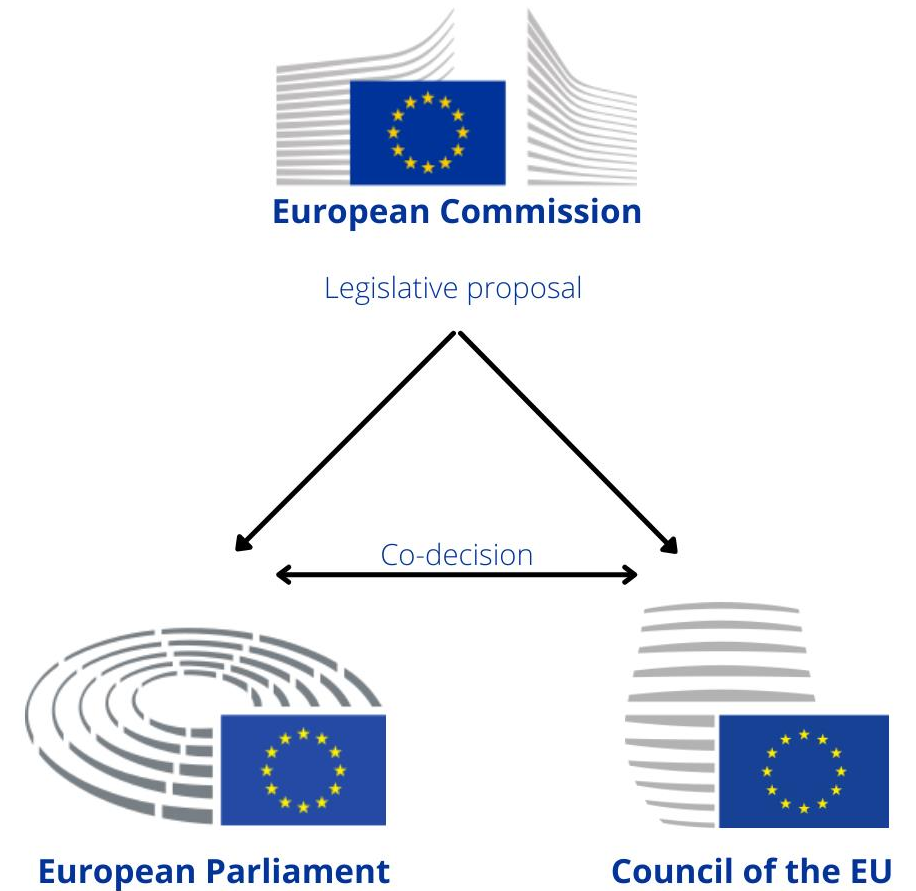 European Commission
Legislative proposal
Co-decision
European Parliament
Council of the EU